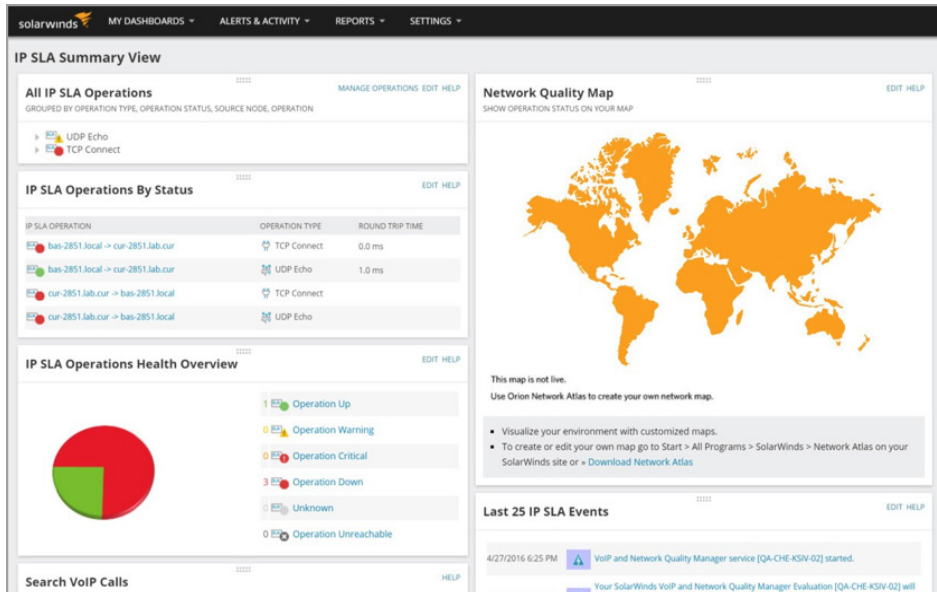 solarwinds MY DASHBOARDS ALERTS & ACTIVITY REPORTS SETTINGS
IP SLA Summary View
All IP SLA Operations MANAGE OPERATIONS EDIT HELP
GROUPED BY OPERATION TYPE, OPERATION STATUS, SOURCE NODE, OPERATION
UDP Echo
TCP Connect
IP SLA Operations By Status EDIT HELP
IP SLA OPERATION OPERATION TYPE ROUND TRIP TIME
bas-2851.local -> cur-2851.lab.cur TCP Connect 0.0 ms
bas-2851.local -> cur-2851.lab.cur UDP Echo 1.0 ms
cur-2851.lab.cur -> bas-2851.local TCP Connect
cur-2851.lab.cur -> bas-2851.local UDP Echo
IP SLA Operations Health Overview EDIT HELP
1 Operation Up
0 Operation Warning
0 Operation Critical
3 Operation Down
0 Unknown
0 Operation Unreachable
Search VoIP Calls HELP
Network Quality Map EDIT HELP
SHOW OPERATION STATUS ON YOUR MAP
This map is not live.
Use Orion Network Atlas to create your own network map.
Visualize your environment with customized maps.
To create or edit your own map go to Start > All Programs > SolarWinds > Network Atlas on your
SolarWinds site or » Download Network Atlas
Last 25 IP SLA Events EDIT HELP
4/27/2016 6:25 PM VoIP and Network Quality Manager service [QA-CHE-KSIV-02] started.
Your SolarWinds VoIP and Network Quality Manager Evaluation [QA-CHE-KSIV-02] will